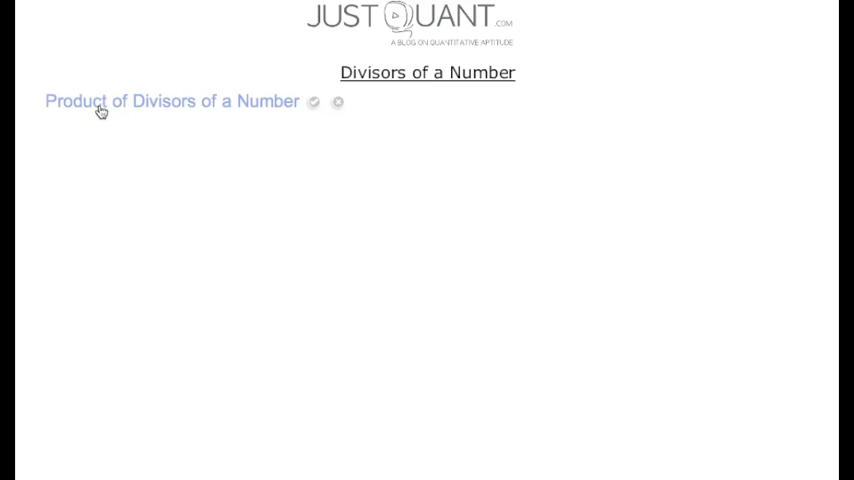 JUSTQUANT.COM
A BLOG ON QUANTITATIVE APTITUDE
Divisors of a Number
Product of Divisors of a Number